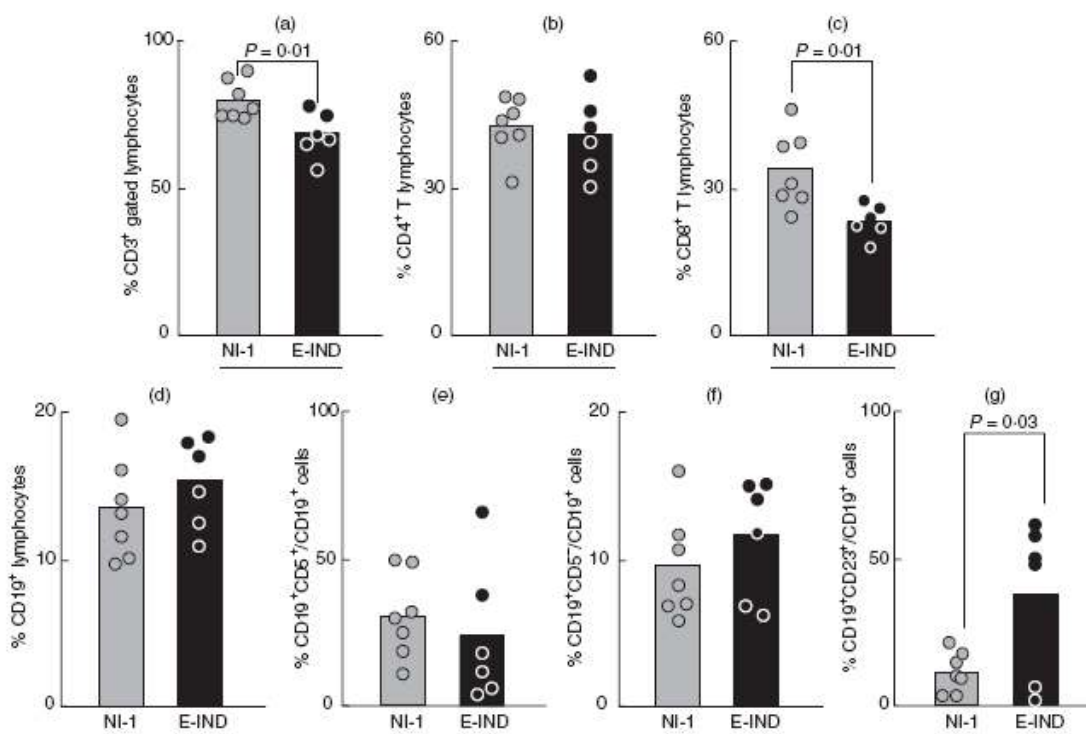 (a)
(b)
(c)
100
50
0
% CD3⁺ gated lymphocytes
P = 0·01
NI-1
E-IND
60
30
0
% CD4⁺ T lymphocytes
NI-1
E-IND
60
30
0
% CD8⁺ T lymphocytes
P = 0·01
NI-1
E-IND
(d)
(e)
(f)
(g)
20
10
0
% CD19⁺ lymphocytes
NI-1
E-IND
100
50
0
% CD19⁺CD5⁺/CD19⁺ cells
NI-1
E-IND
20
10
0
% CD19⁺CD5⁻/CD19⁺ cells
NI-1
E-IND
100
50
0
% CD19⁺CD23⁺/CD19⁺ cells
P = 0·03
NI-1
E-IND